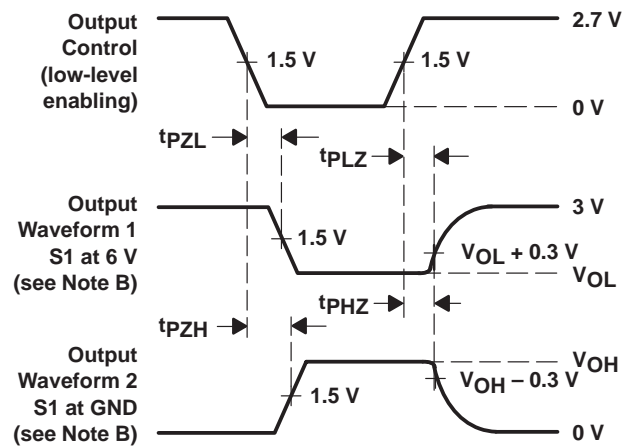 Output
Control
(low-level
enabling)
2.7 V
1.5 V
1.5 V
0 V
tPZL
tPLZ
Output
Waveform 1
S1 at 6 V
(see Note B)
3 V
1.5 V
VOL + 0.3 V
VOL
tPHZ
tPZH
Output
Waveform 2
S1 at GND
(see Note B)
VOH
1.5 V
VOH − 0.3 V
0 V